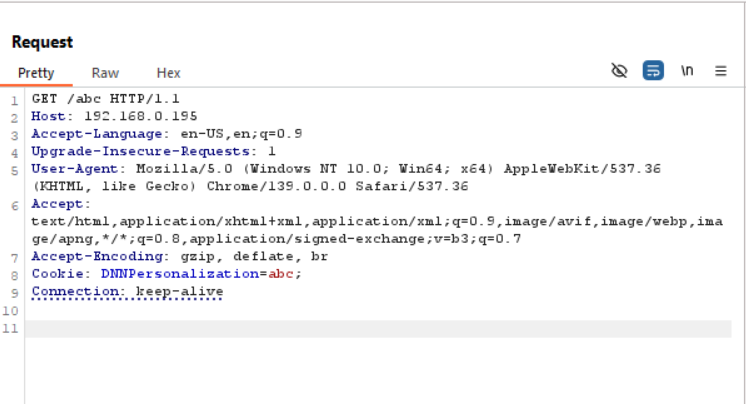 Request
Pretty Raw Hex \n
1 GET /abc HTTP/1.1
2 Host: 192.168.0.195
3 Accept-Language: en-US,en;q=0.9
4 Upgrade-Insecure-Requests: 1
5 User-Agent: Mozilla/5.0 (Windows NT 10.0; Win64; x64) AppleWebKit/537.36
(KHTML, like Gecko) Chrome/139.0.0.0 Safari/537.36
6 Accept:
text/html,application/xhtml+xml,application/xml;q=0.9,image/avif,image/webp,ima
ge/apng,*/*;q=0.8,application/signed-exchange;v=b3;q=0.7
7 Accept-Encoding: gzip, deflate, br
8 Cookie: DNNPersonalization=abc;
9 Connection: keep-alive
10
11